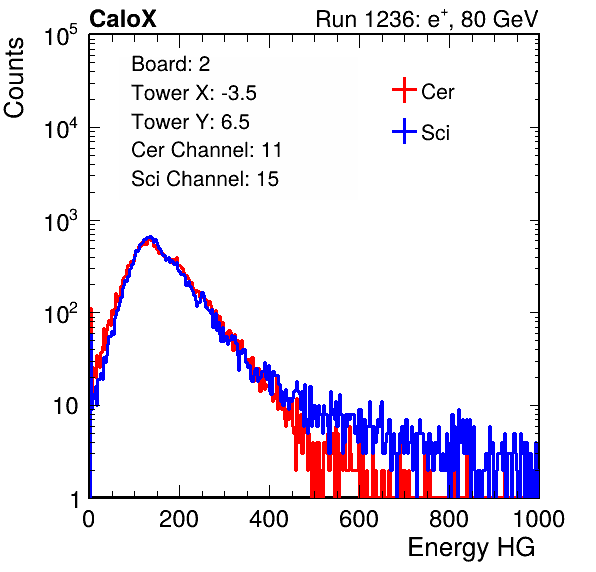 CaloX Run 1236: e⁺, 80 GeV
Board: 2
Tower X: -3.5
Tower Y: 6.5
Cer Channel: 11
Sci Channel: 15
Cer
Sci
Counts
10⁵
10⁴
10³
10²
10
1
0 200 400 600 800 1000
Energy HG